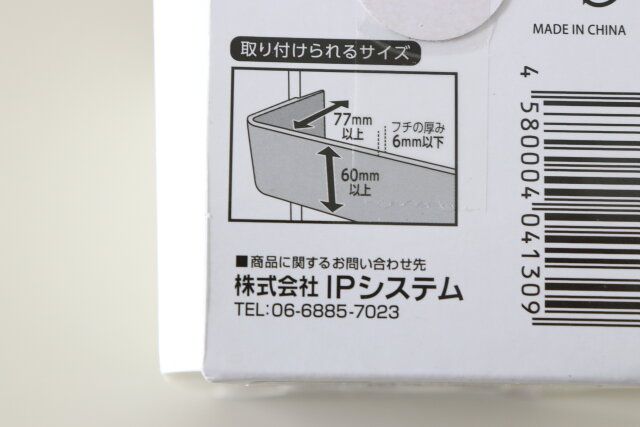 MADE IN CHINA
取り付けられるサイズ
77mm
以上
フチの厚み
6mm以下
60mm
以上
■商品に関するお問い合わせ先
株式会社 IPシステム
TEL:06-6885-7023
4 580004 041309